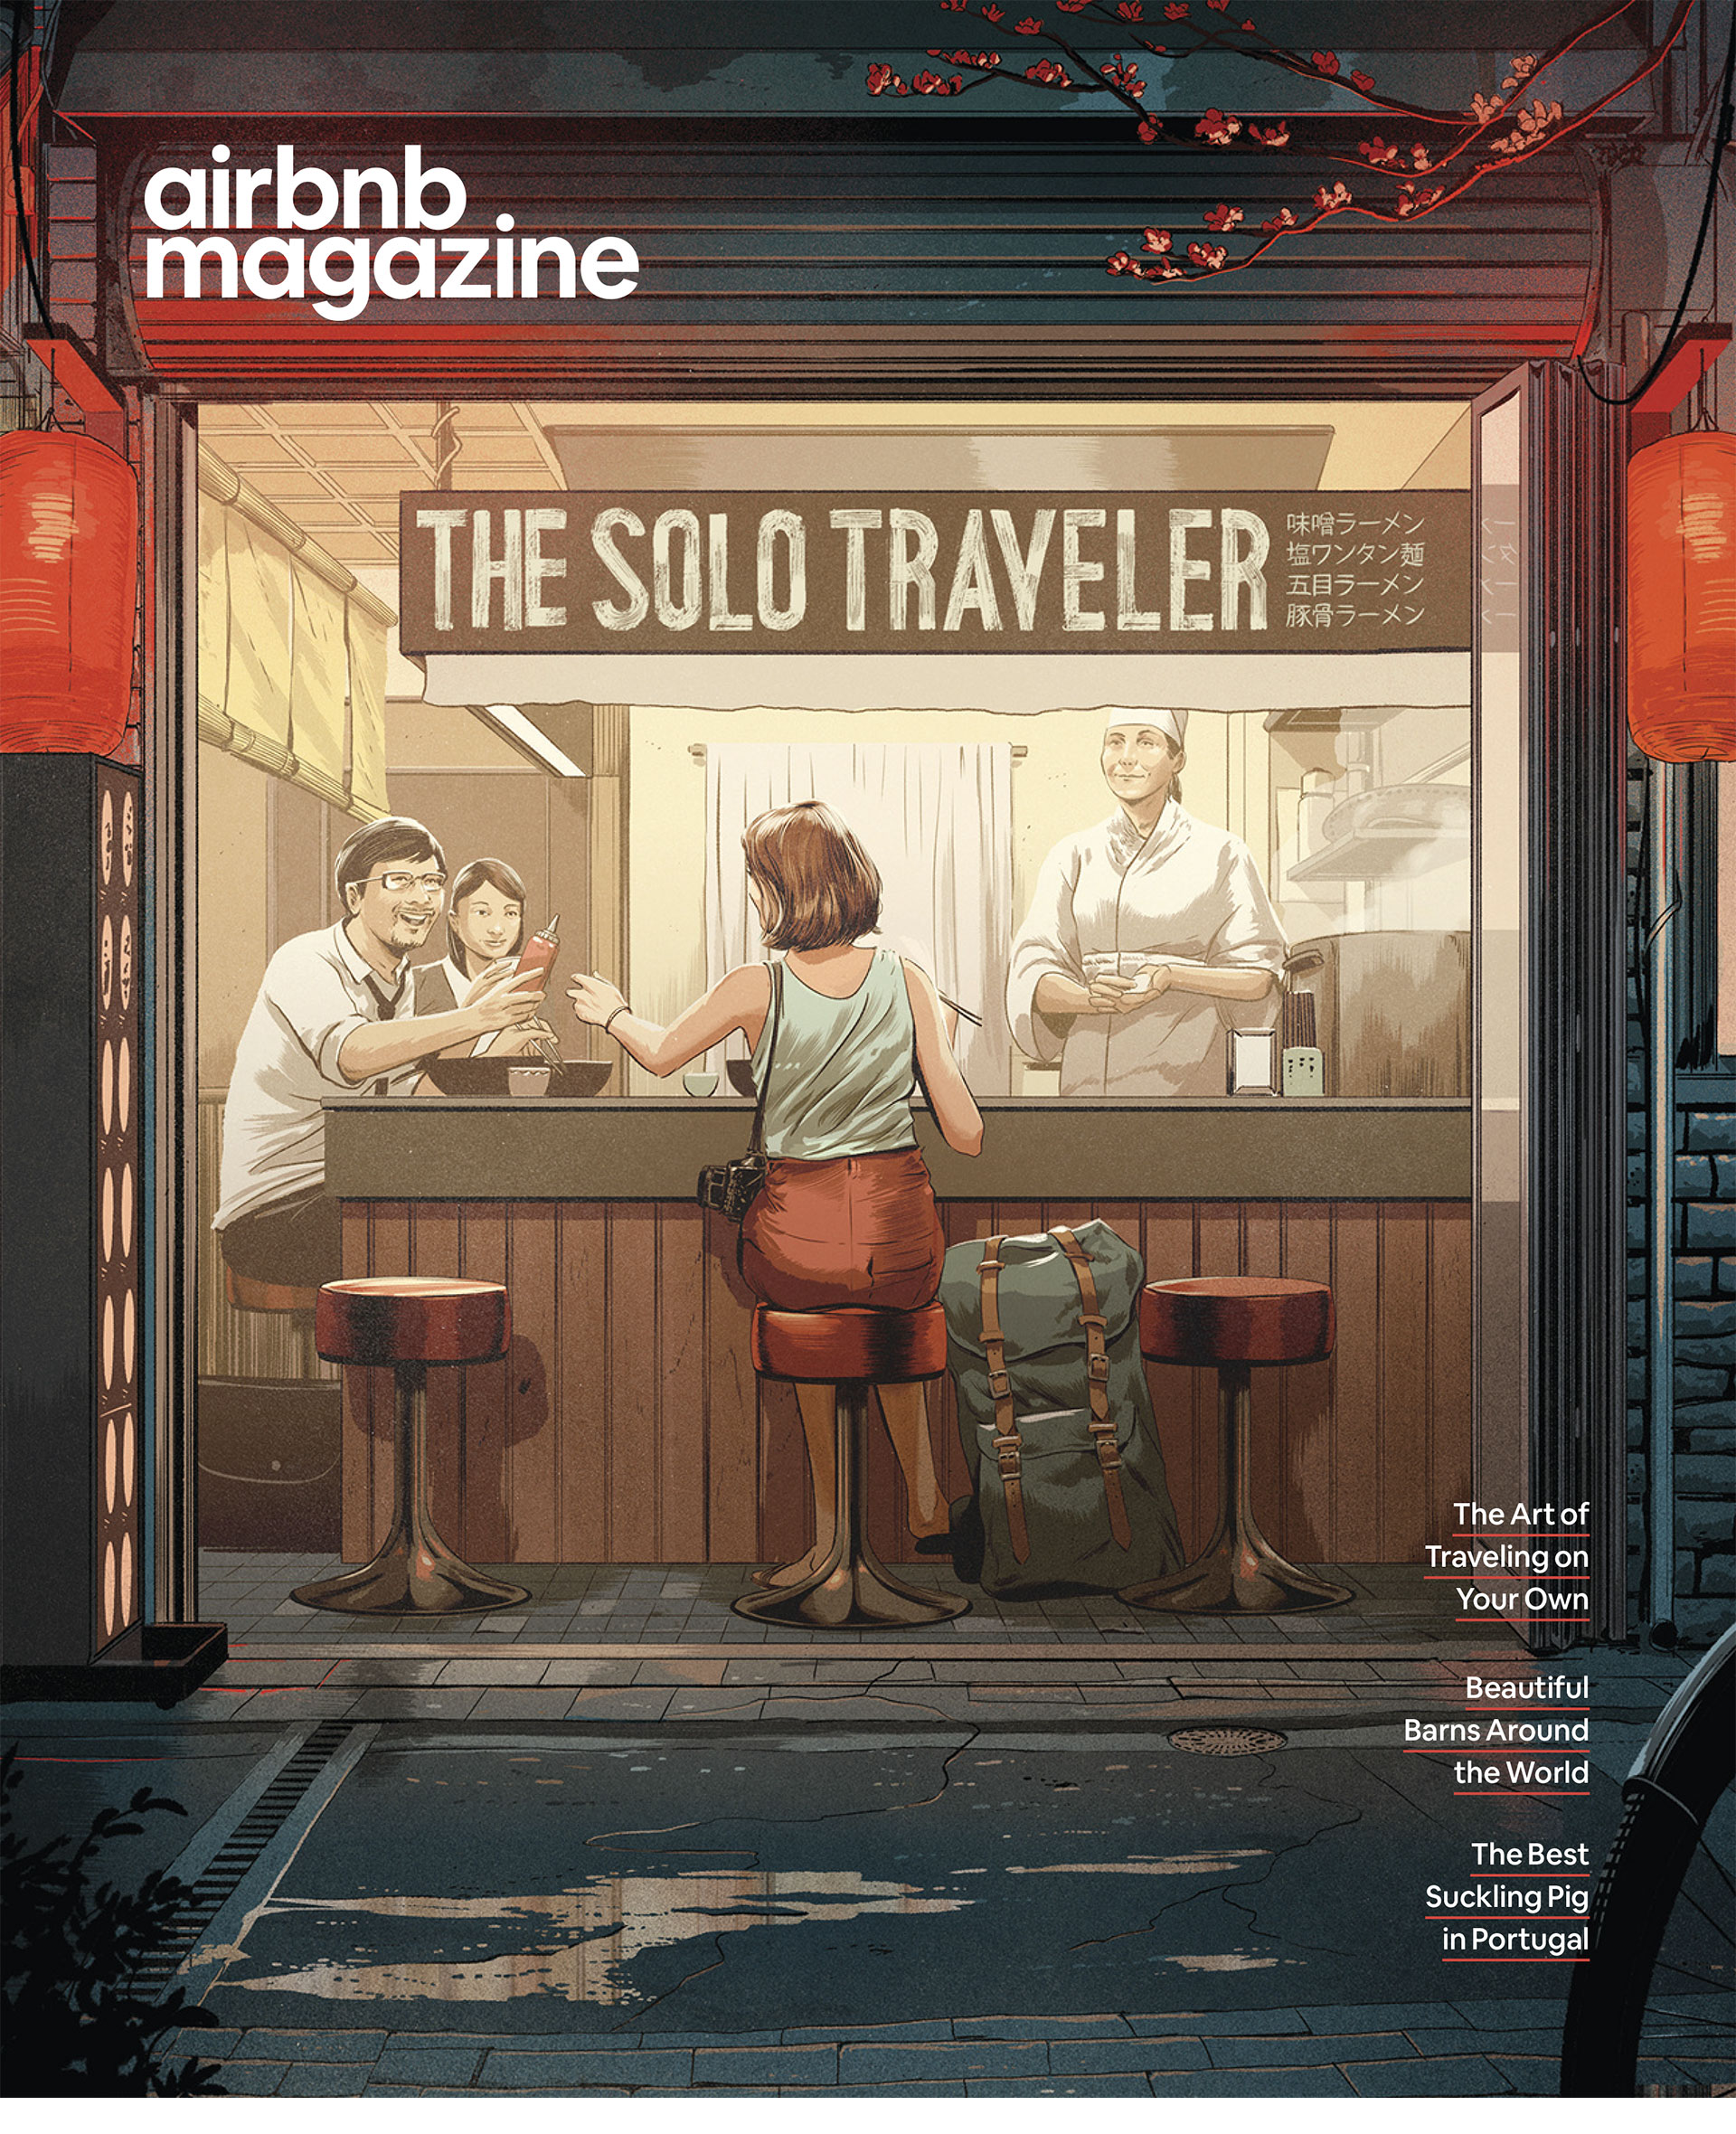 airbnb
magazine
THE SOLO TRAVELER
味噌ラーメン
塩ワンタン麺
五目ラーメン
豚骨ラーメン
The Art of
Traveling on
Your Own
Beautiful
Barns Around
the World
The Best
Suckling Pig
in Portugal